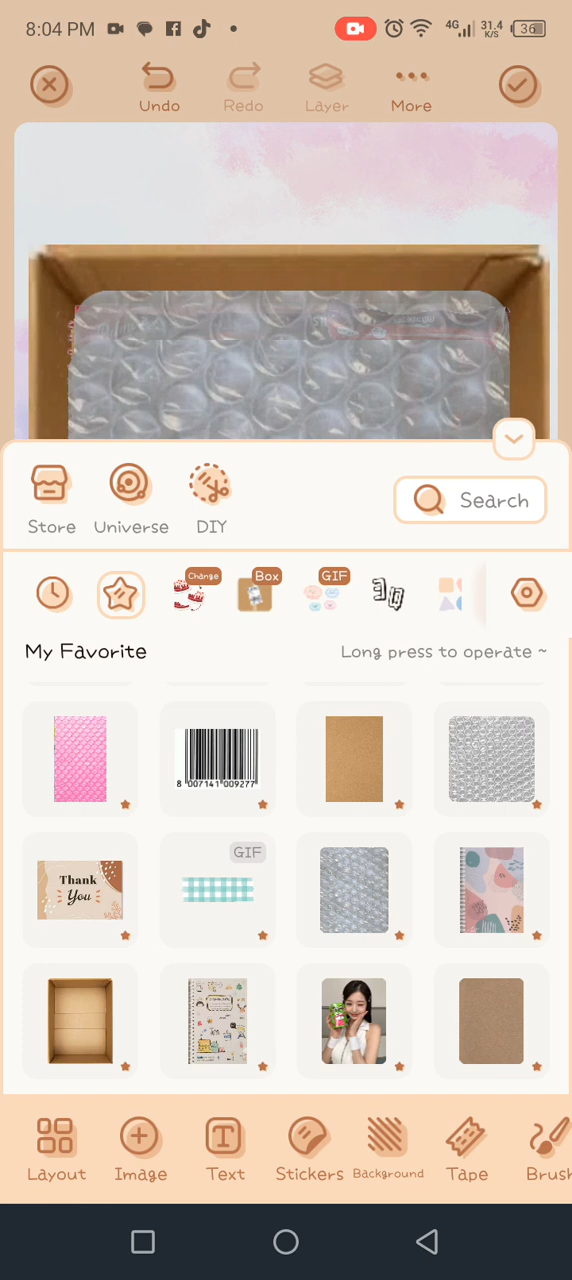 8:04 PM
4G
31.4
K/S
36
Undo
Redo
Layer
More
Store
Universe
DIY
Search
Change
Box
GIF
My Favorite
Long press to operate ~
8 007141 009277
Thank
You
GIF
Layout
Image
Text
Stickers
Background
Tape
Brush